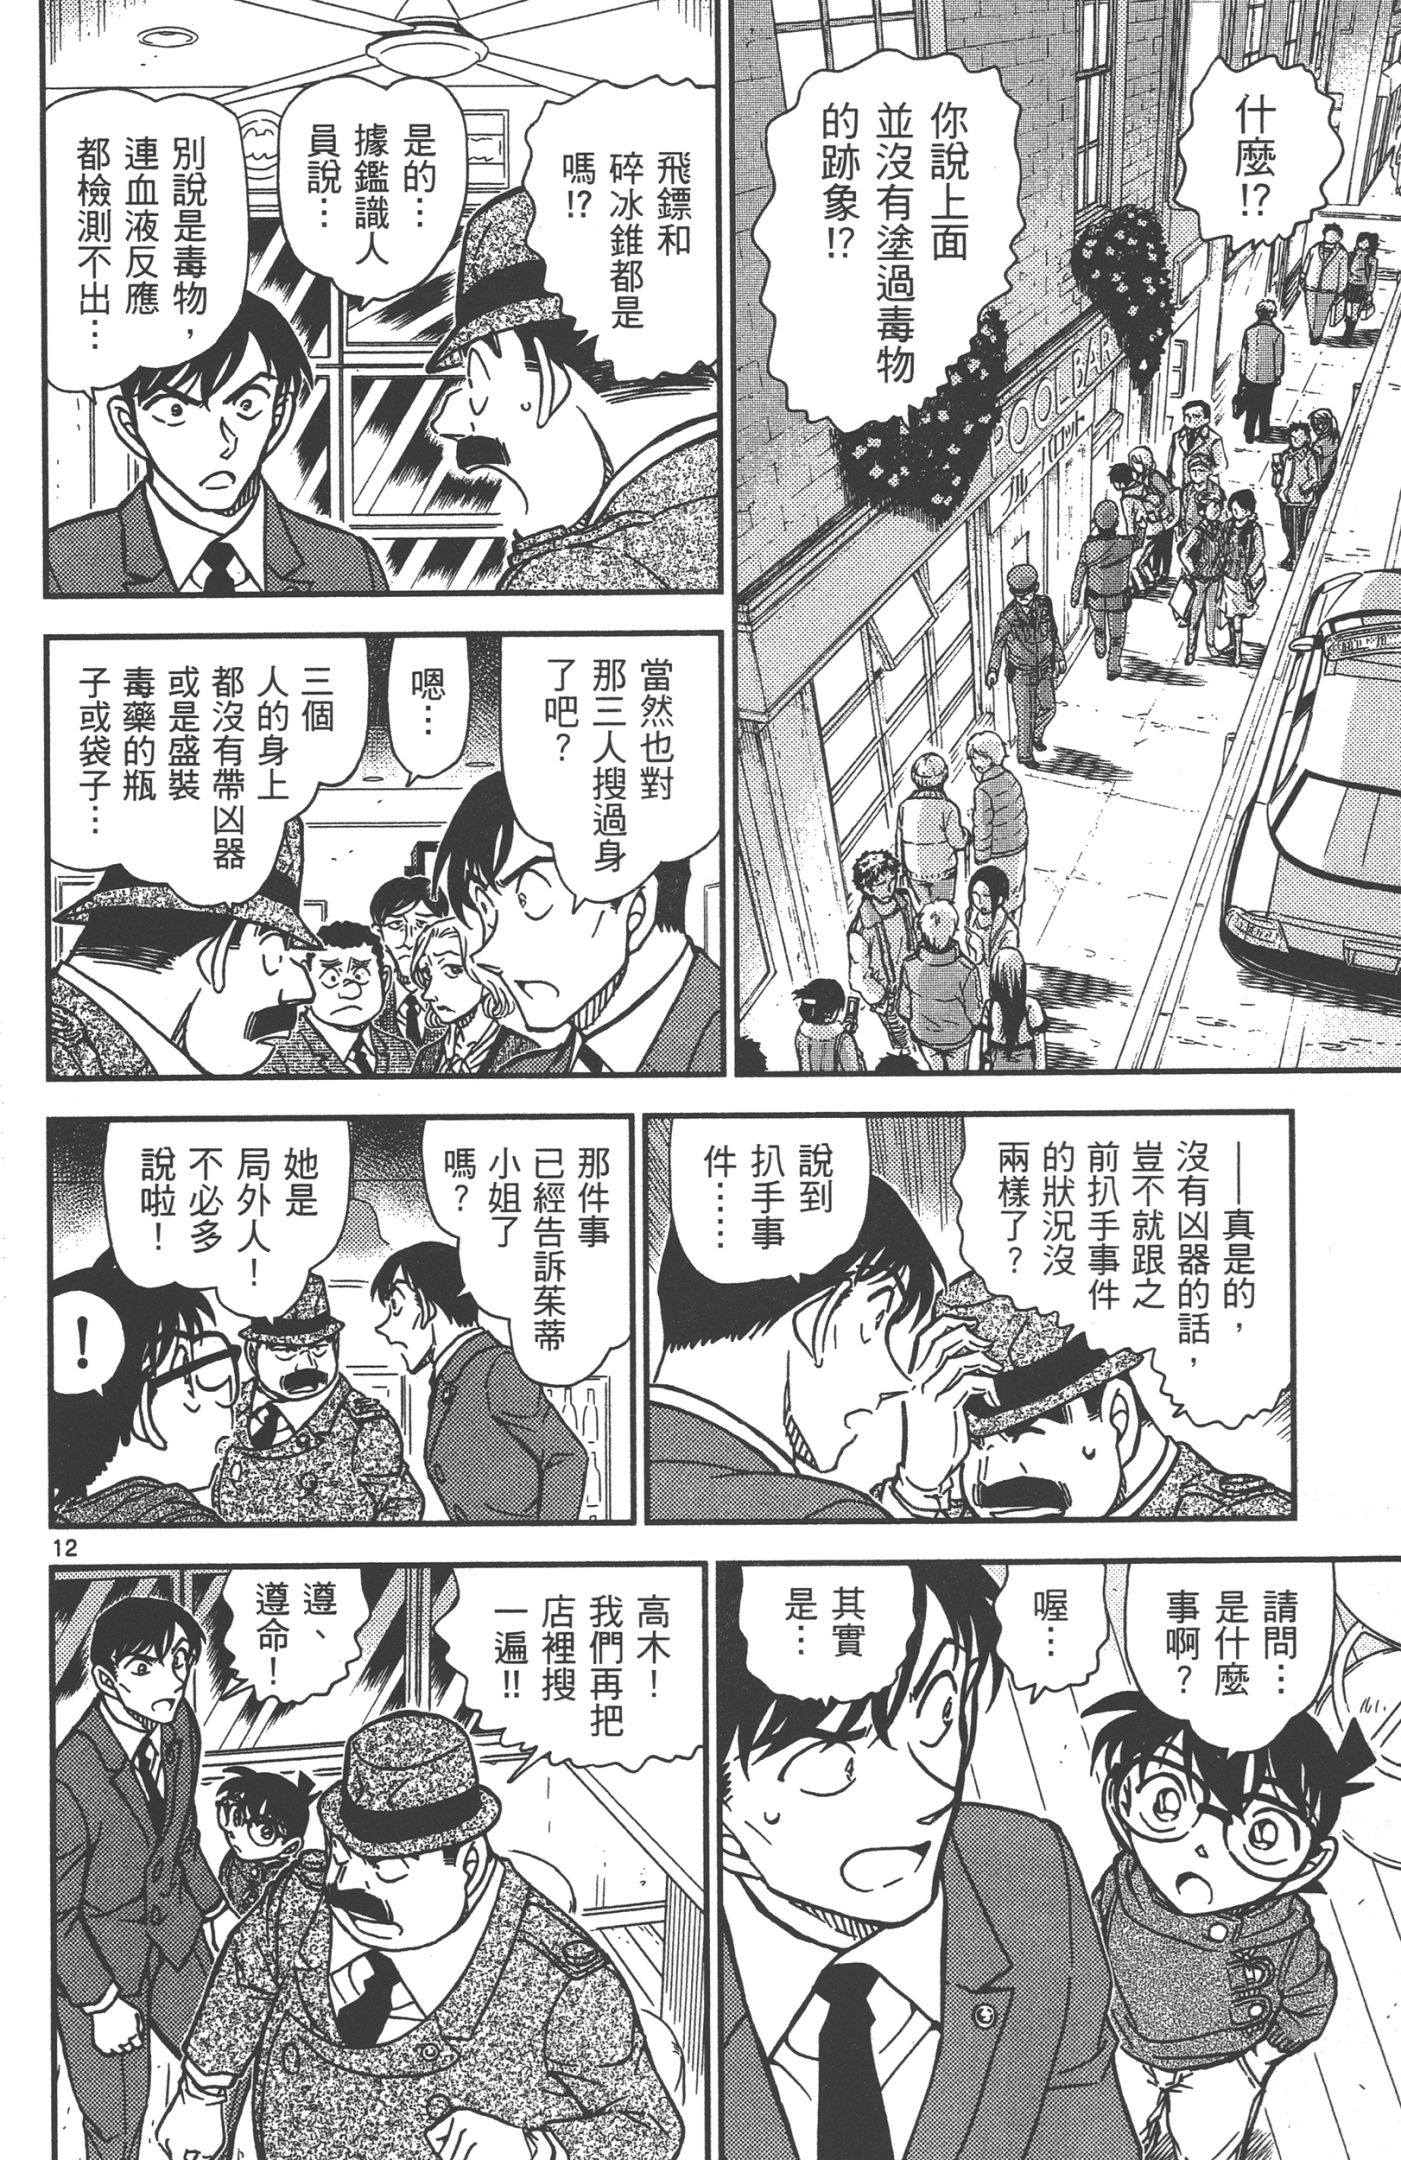 什麼!?
你說上面
並沒有塗過毒物
的跡象!?
POOL BAR
プルーフロット
飛鏢和
碎冰錐都是
嗎!?
是的…
據鑑識人
員說…
別說是毒物，
連血液反應
都檢測不出…
當然也對
那三人搜過身
了吧？
嗯…
三個
人的身上
都沒有帶凶器
或是盛裝
毒藥的瓶
子或袋子…
——真是的，
沒有凶器的話，
豈不就跟之
前扒手事件
的狀況沒
兩樣了？
說到
扒手事
件……
那件事
已經告訴茱蒂
小姐了
嗎？
她是
局外人！
不必多
說啦！
！
12
請問…
是什麼
事啊？
喔…
其實
是…
高木！
我們再把
店裡搜
一遍!!
遵、
遵命！